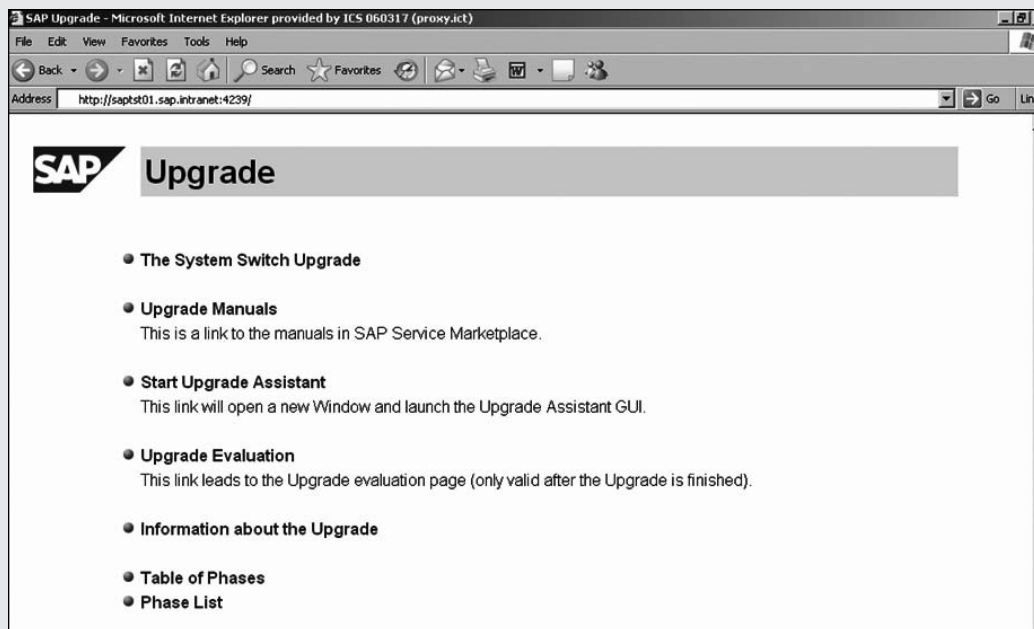 SAP Upgrade - Microsoft Internet Explorer provided by ICS 060317 (proxy.ict)
File Edit View Favorites Tools Help
Back Search Favorites
Address http://saptst01.sap.intranet:4239/ Go Lin
SAP Upgrade
The System Switch Upgrade
Upgrade Manuals
This is a link to the manuals in SAP Service Marketplace.
Start Upgrade Assistant
This link will open a new Window and launch the Upgrade Assistant GUI.
Upgrade Evaluation
This link leads to the Upgrade evaluation page (only valid after the Upgrade is finished).
Information about the Upgrade
Table of Phases
Phase List